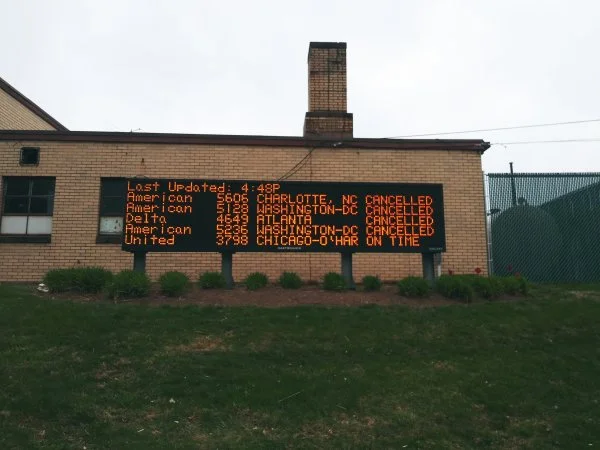 Last Updated: 4:48P
American 5606 CHARLOTTE, NC CANCELLED
American 5128 WASHINGTON-DC CANCELLED
Delta 4649 ATLANTA CANCELLED
American 5236 WASHINGTON-DC CANCELLED
United 3798 CHICAGO-O'HAR ON TIME